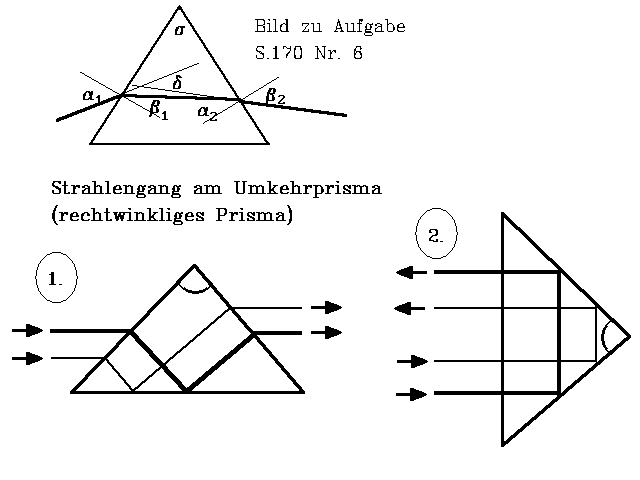 σ
Bild zu Aufgabe
S.170 Nr. 6
α1 β1 δ α2 β2
Strahlengang am Umkehrprisma
(rechtwinkliges Prisma)
1.
2.